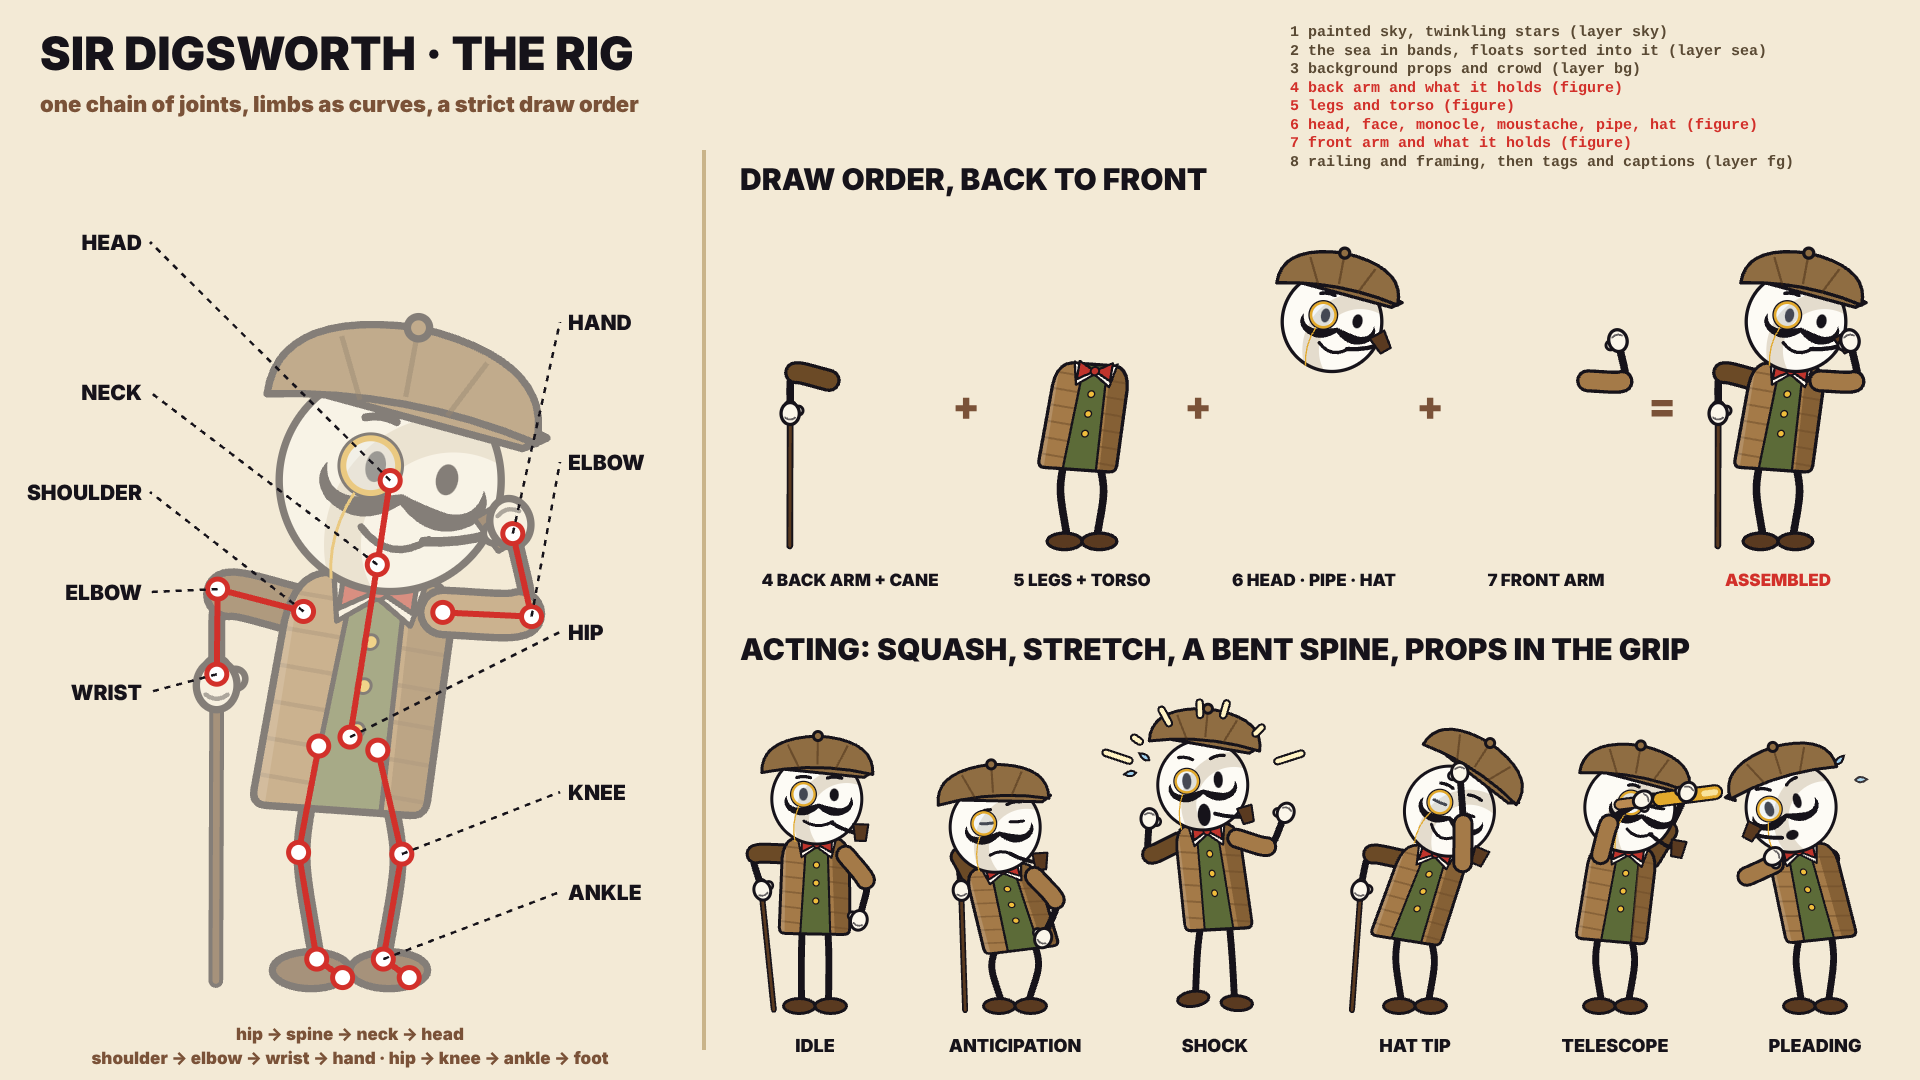 SIR DIGSWORTH · THE RIG
one chain of joints, limbs as curves, a strict draw order
1 painted sky, twinkling stars (layer sky)
2 the sea in bands, floats sorted into it (layer sea)
3 background props and crowd (layer bg)
4 back arm and what it holds (figure)
5 legs and torso (figure)
6 head, face, monocle, moustache, pipe, hat (figure)
7 front arm and what it holds (figure)
8 railing and framing, then tags and captions (layer fg)
HEAD
NECK
SHOULDER
ELBOW
WRIST
HAND
ELBOW
HIP
KNEE
ANKLE
hip → spine → neck → head
shoulder → elbow → wrist → hand · hip → knee → ankle → foot
DRAW ORDER, BACK TO FRONT
+
+
+
=
4 BACK ARM + CANE
5 LEGS + TORSO
6 HEAD · PIPE · HAT
7 FRONT ARM
ASSEMBLED
ACTING: SQUASH, STRETCH, A BENT SPINE, PROPS IN THE GRIP
IDLE
ANTICIPATION
SHOCK
HAT TIP
TELESCOPE
PLEADING